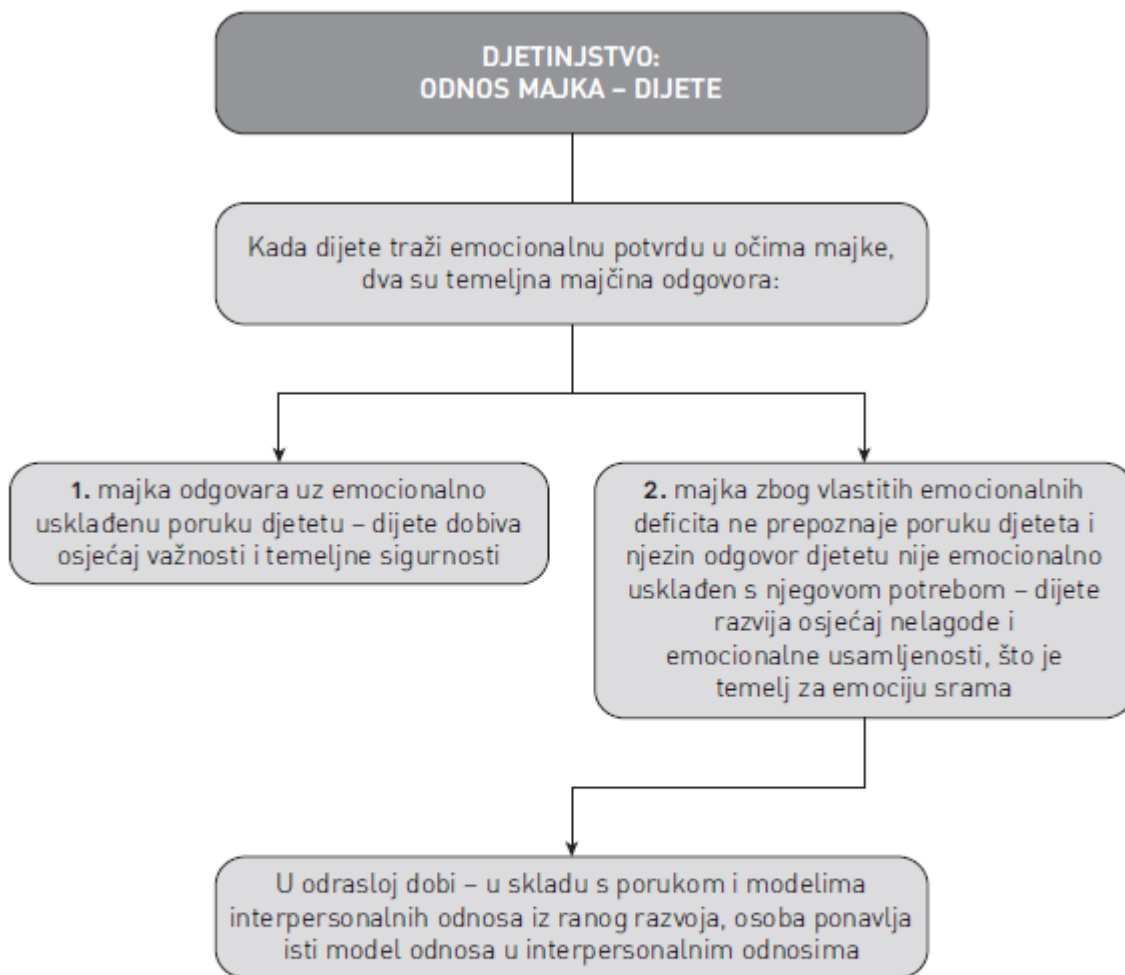 DJETINJSTVO:
ODNOS MAJKA – DIJETE
Kada dijete traži emocionalnu potvrdu u očima majke,
dva su temeljna majčina odgovora:
1. majka odgovara uz emocionalno
usklađenu poruku djetetu – dijete dobiva
osjećaj važnosti i temeljne sigurnosti
2. majka zbog vlastitih emocionalnih
deficita ne prepoznaje poruku djeteta i
njezin odgovor djetetu nije emocionalno
usklađen s njegovom potrebom – dijete
razvija osjećaj nelagode i
emocionalne usamljenosti, što je
temelj za emociju srama
U odrasloj dobi – u skladu s porukom i modelima
interpersonalnih odnosa iz ranog razvoja, osoba ponavlja
isti model odnosa u interpersonalnim odnosima